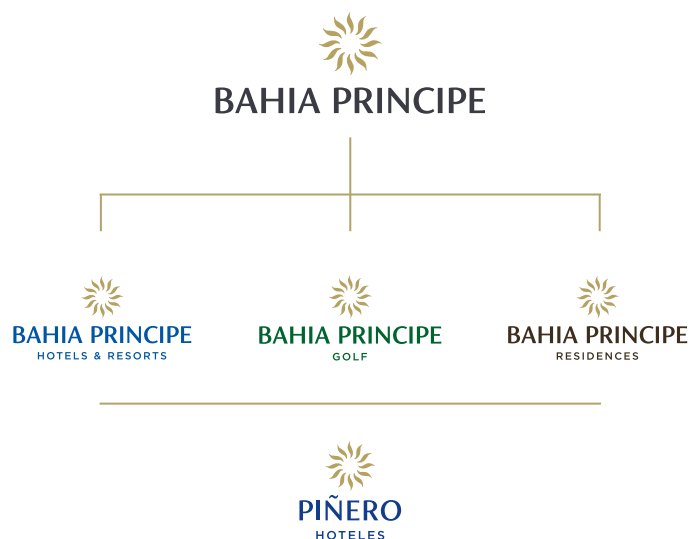 BAHIA PRINCIPE
BAHIA PRINCIPE
HOTELS & RESORTS
BAHIA PRINCIPE
GOLF
BAHIA PRINCIPE
RESIDENCES
PIÑERO
HOTELES